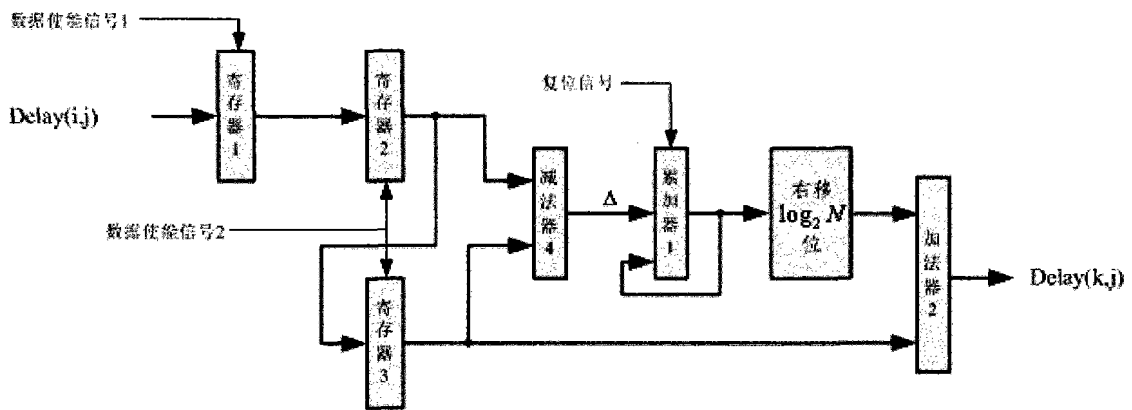 数据使能信号1
Delay(i,j)
寄存器1
寄存器2
数据使能信号2
寄存器3
减法器4
Δ
复位信号
累加器1
右移
log₂ N
位
加法器2
Delay(k,j)